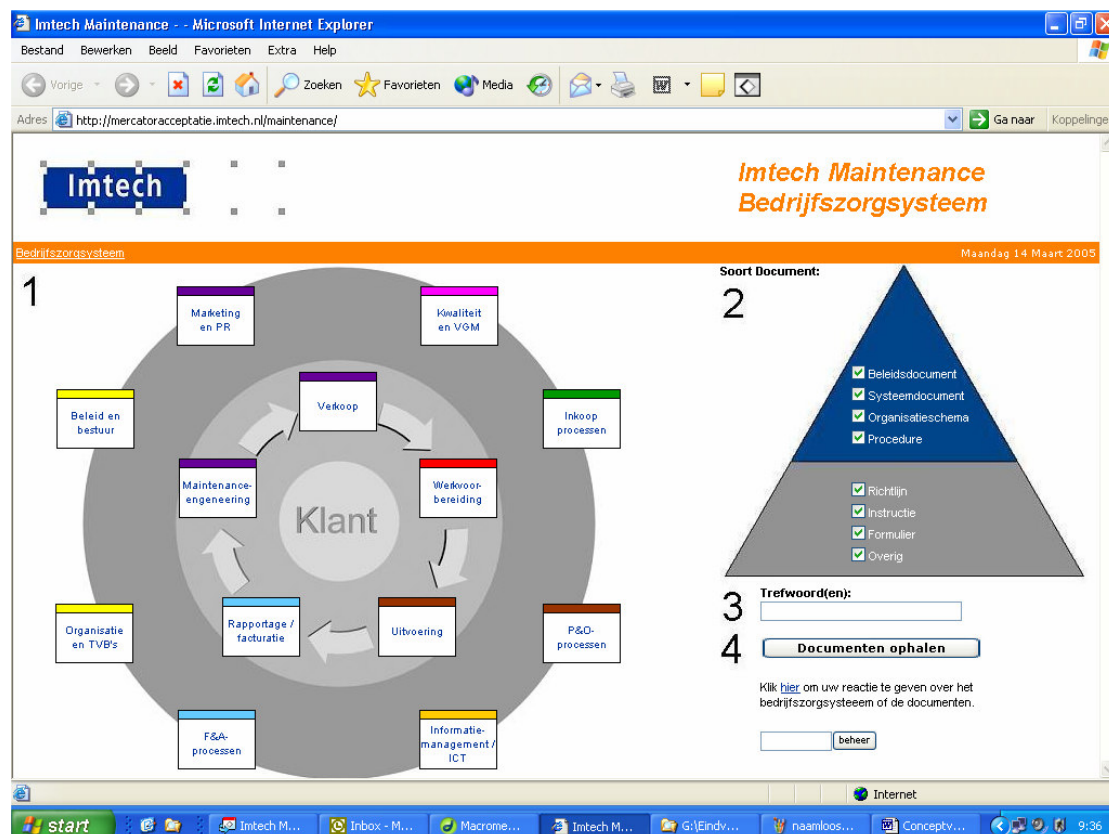 Imtech Maintenance - - Microsoft Internet Explorer
Bestand Bewerken Beeld Favorieten Extra Help
Vorige Zoeken Favorieten Media
Adres http://mercatoracceptatie.imtech.nl/maintenance/ Ga naar Koppelinge
Imtech
Imtech Maintenance
Bedrijfszorgsysteem
Bedrijfszorgsysteem Maandag 14 Maart 2005
1
Marketing
en PR
Kwaliteit
en VGM
Beleid en
bestuur
Verkoop
Inkoop
processen
Maintenance-
engeneering
Werkvoor-
bereiding
Klant
Organisatie
en TVB's
Rapportage /
facturatie
Uitvoering
P&O-
processen
F&A-
processen
Informatie-
management /
ICT
Soort Document:
2
Beleidsdocument
Systeemdocument
Organisatieschema
Procedure
Richtlijn
Instructie
Formulier
Overig
3 Trefwoord(en):
4 Documenten ophalen
Klik hier om uw reactie te geven over het
bedrijfszorgsysteeem of de documenten.
beheer
Internet
start Imtech M... Inbox - M... Macrome... Imtech M... G:\Eindv... naamloos... Conceptv... 9:36